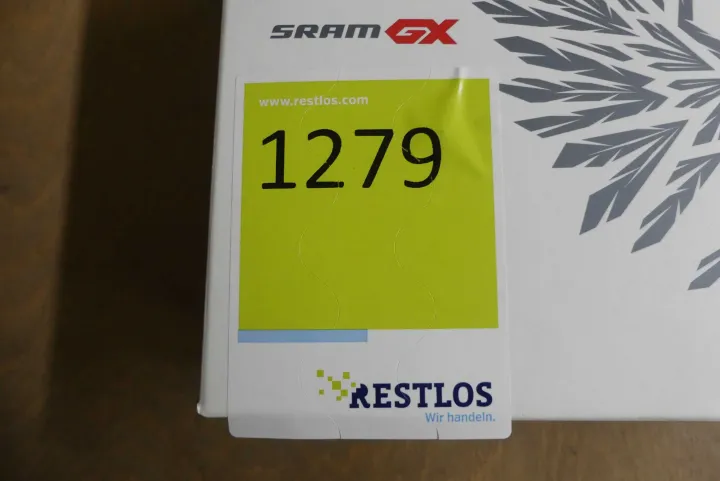 SRAM GX
www.restlos.com
1279
RESTLOS
Wir handeln.